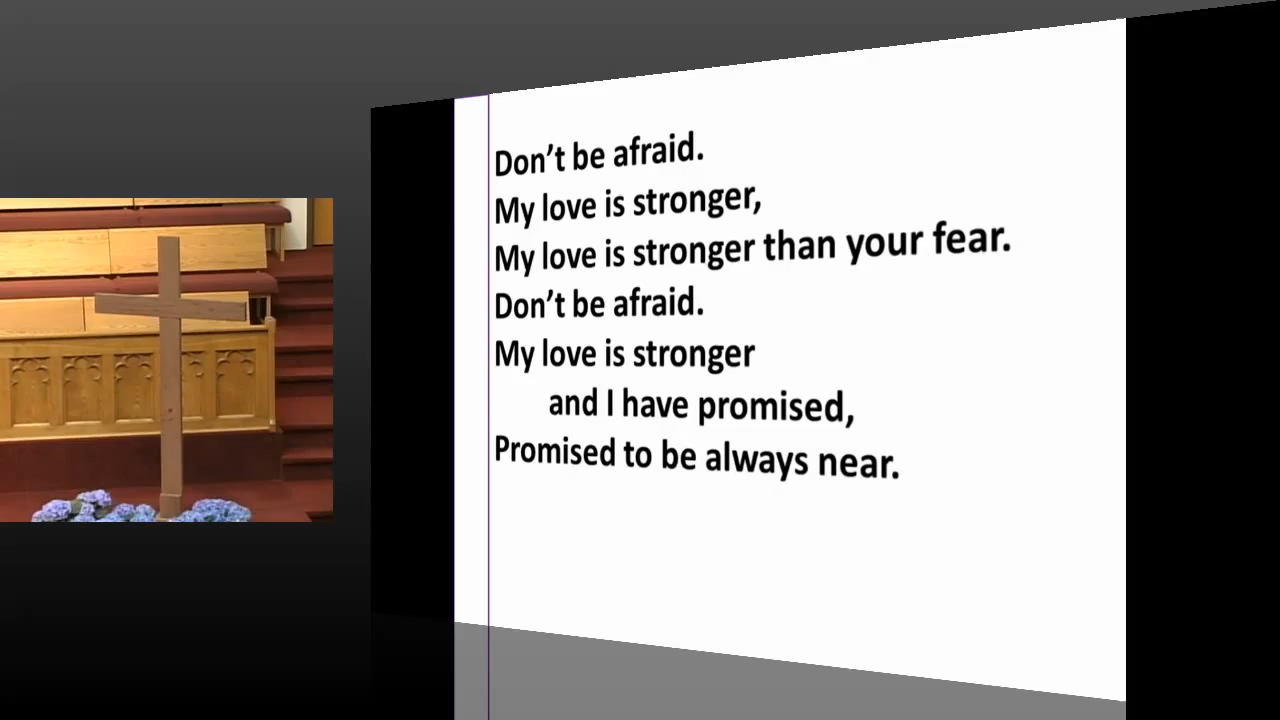 Don’t be afraid.
My love is stronger,
My love is stronger than your fear.
Don’t be afraid.
My love is stronger
and I have promised,
Promised to be always near.